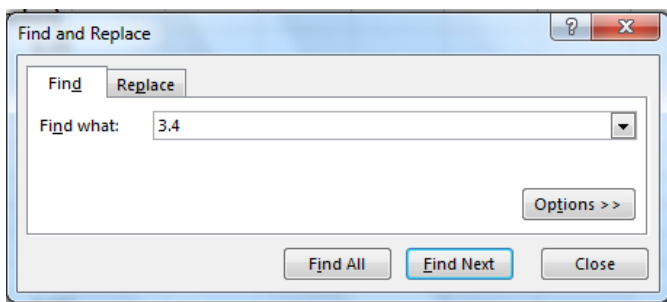 Find and Replace
Find Replace
Find what: 3.4
Options >>
Find All Find Next Close